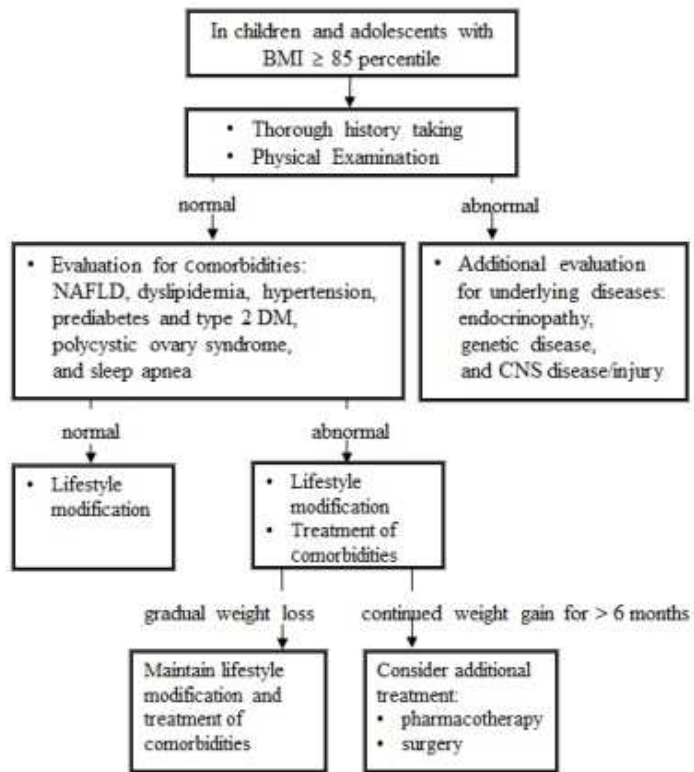 In children and adolescents with
BMI ≥ 85 percentile
• Thorough history taking
• Physical Examination
normal
abnormal
• Evaluation for comorbidities:
NAFLD, dyslipidemia, hypertension,
prediabetes and type 2 DM,
polycystic ovary syndrome,
and sleep apnea
• Additional evaluation
for underlying diseases:
endocrinopathy,
genetic disease,
and CNS disease/injury
normal
abnormal
• Lifestyle
modification
• Lifestyle
modification
• Treatment of
comorbidities
gradual weight loss
continued weight gain for > 6 months
Maintain lifestyle
modification and
treatment of
comorbidities
Consider additional
treatment:
• pharmacotherapy
• surgery